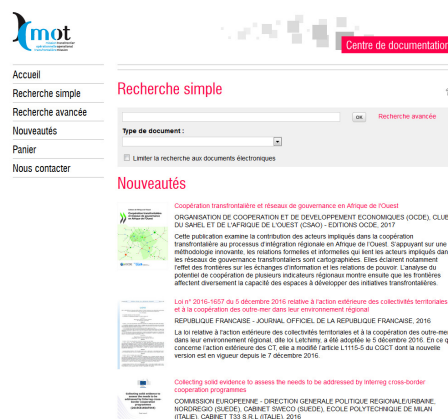 mot
Centre de documentation
Accueil
Recherche simple
Recherche avancée
Nouveautés
Panier
Nous contacter
Recherche simple
OK
Recherche avancée
Type de document :
Limiter la recherche aux documents électroniques
Nouveautés
Coopération transfrontalière et réseaux de gouvernance en Afrique de l'Ouest
ORGANISATION DE COOPERATION ET DE DEVELOPPEMENT ECONOMIQUES (OCDE), CLUB
DU SAHEL ET DE L'AFRIQUE DE L'OUEST (CSAO) - EDITIONS OCDE, 2017
Cette publication examine la contribution des acteurs impliqués dans la coopération
transfrontalière au processus d'intégration régionale en Afrique de l'Ouest. S'appuyant sur une
méthodologie innovante, les relations formelles et informelles qui lient les acteurs impliqués dans
les réseaux de gouvernance transfrontaliers sont cartographiées. Elles éclairent notamment
l'effet des frontières sur les échanges d'information et les relations de pouvoir. L'analyse du
potentiel de coopération de plusieurs indicateurs régionaux montre ensuite que les frontières
affectent diversement la capacité des espaces à développer des initiatives transfrontalières.
Loi n° 2016-1657 du 5 décembre 2016 relative à l'action extérieure des collectivités territoriales
et à la coopération des outre-mer dans leur environnement régional
REPUBLIQUE FRANCAISE - JOURNAL OFFICIEL DE LA REPUBLIQUE FRANCAISE, 2016
La loi relative à l'action extérieure des collectivités territoriales et à la coopération des outre-mer
dans leur environnement régional, dite loi Letchimy, a été adoptée le 5 décembre 2016. En ce q
concerne l'action extérieure des CT, elle a modifié l'article L1115-5 du CGCT dont la nouvelle
version est en vigueur depuis le 7 décembre 2016.
Collecting solid evidence to assess the needs to be addressed by Interreg cross-border
cooperation programmes
COMMISSION EUROPEENNE - DIRECTION GENERALE POLITIQUE REGIONALE/URBAINE,
NORDREGIO (SUEDE), CABINET SWECO (SUEDE), ECOLE POLYTECHNIQUE DE MILAN
(ITALIE), CABINET T33 S.R.L (ITALIE), 2016